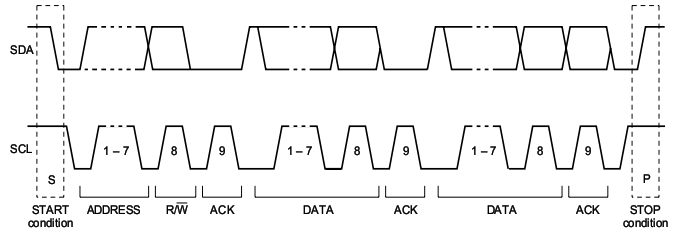 SDA
SCL
1 – 7 8 9 1 – 7 8 9 1 – 7 8 9
S P
START condition ADDRESS R/W̅ ACK DATA ACK DATA ACK STOP condition